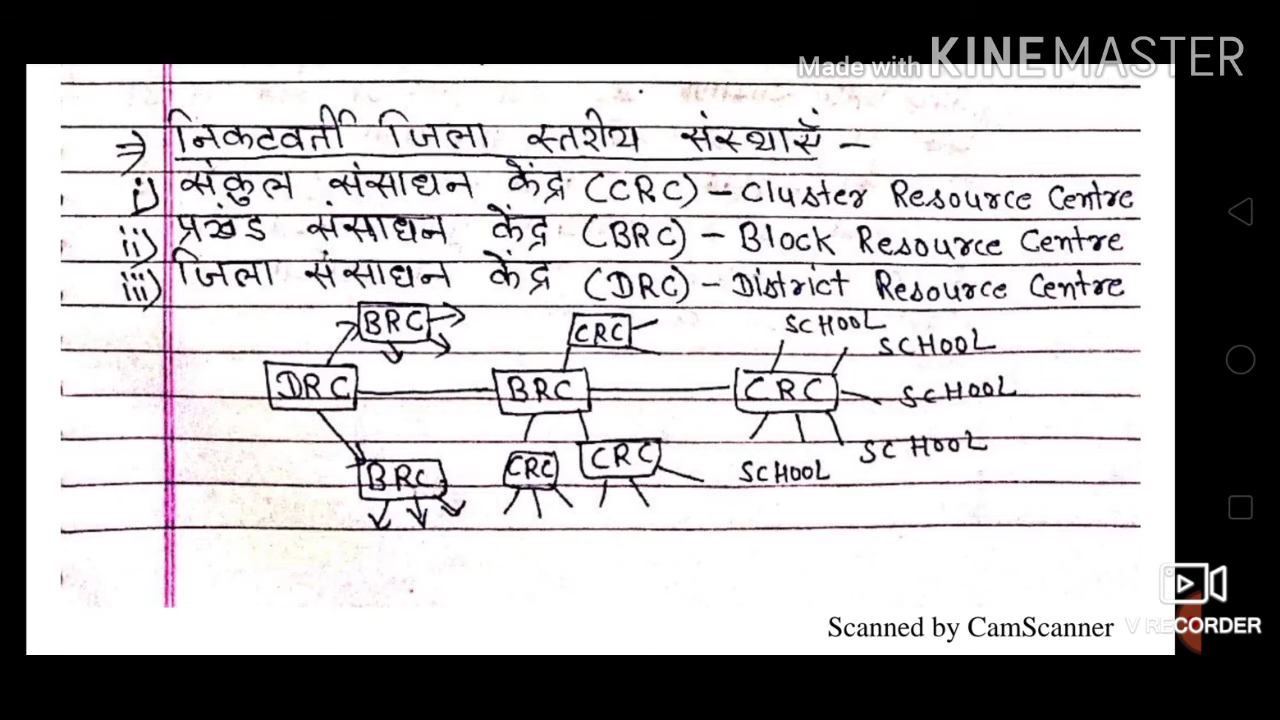 Made with KINEMASTER
⇒ निकटवर्ती जिला स्तरीय संस्थाएँ –
i) संकुल संसाधन केंद्र (CRC) – Cluster Resource Centre
ii) प्रखंड संसाधन केंद्र (BRC) – Block Resource Centre
iii) जिला संसाधन केंद्र (DRC) – District Resource Centre
BRC CRC SCHOOL
SCHOOL
DRC BRC CRC SCHOOL
SCHOOL
BRC CRC CRC SCHOOL
Scanned by CamScanner
V RECORDER